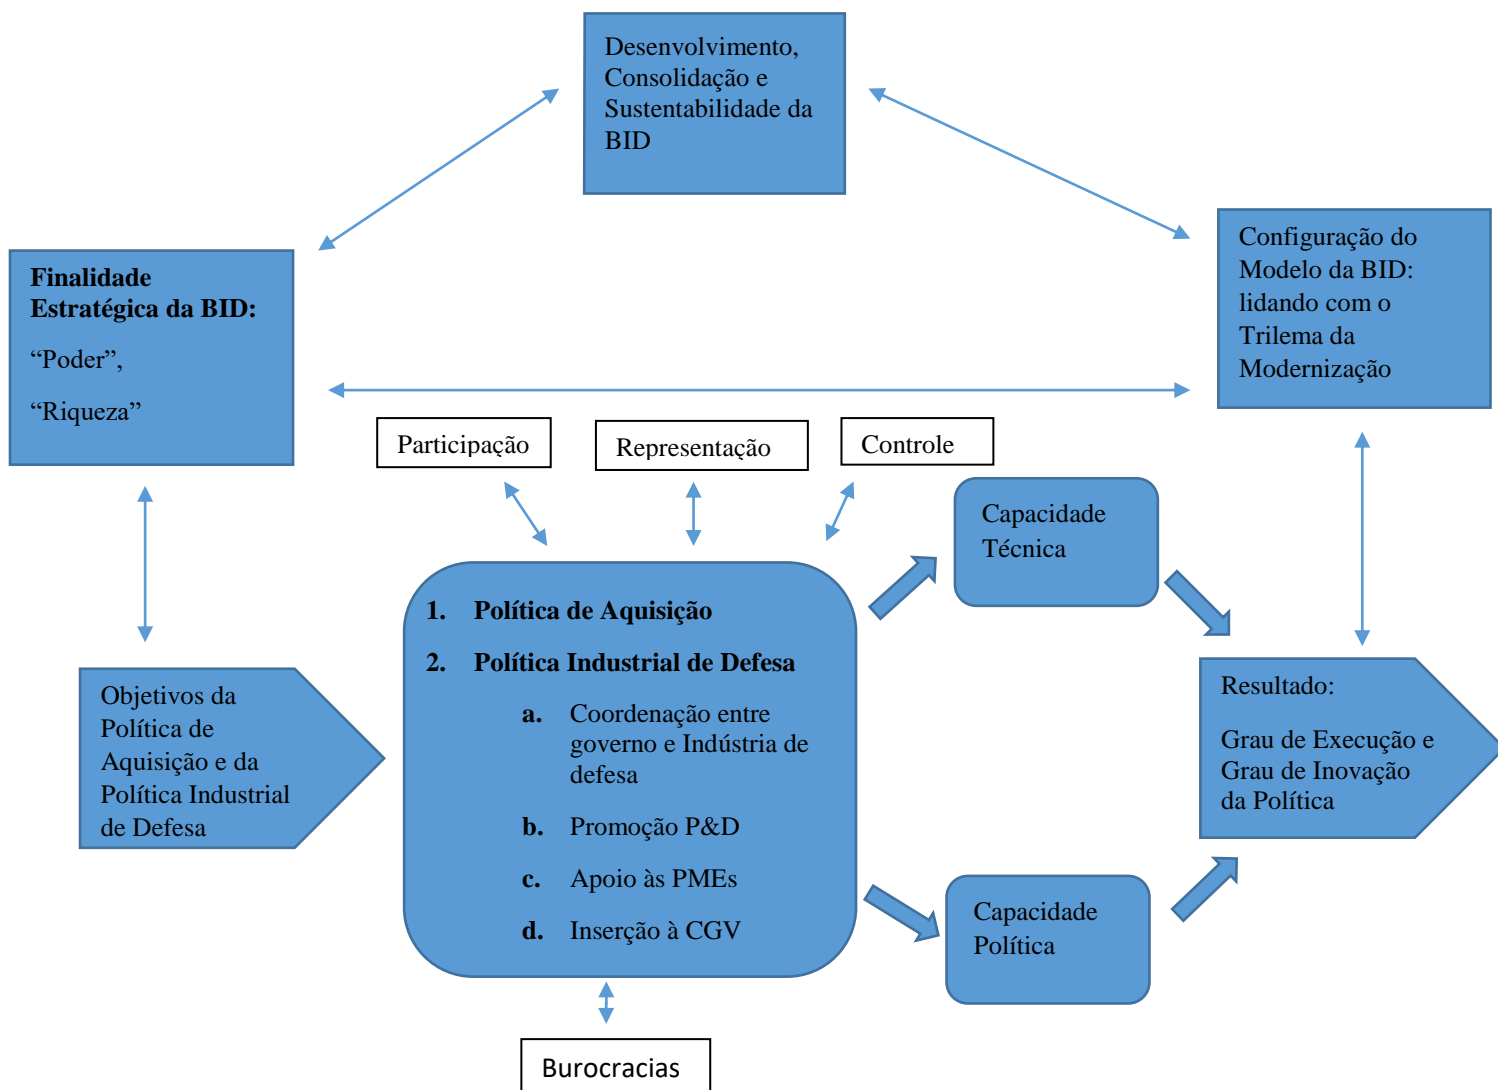 Desenvolvimento,
Consolidação e
Sustentabilidade da
BID
Finalidade
Estratégica da BID:
“Poder”,
“Riqueza”
Configuração do
Modelo da BID:
lidando com o
Trilema da
Modernização
Participação
Representação
Controle
Capacidade
Técnica
1. Política de Aquisição
2. Política Industrial de Defesa
a. Coordenação entre
governo e Indústria de
defesa
b. Promoção P&D
c. Apoio às PMEs
d. Inserção à CGV
Objetivos da
Política de
Aquisição e da
Política Industrial
de Defesa
Resultado:
Grau de Execução e
Grau de Inovação
da Política
Capacidade
Política
Burocracias